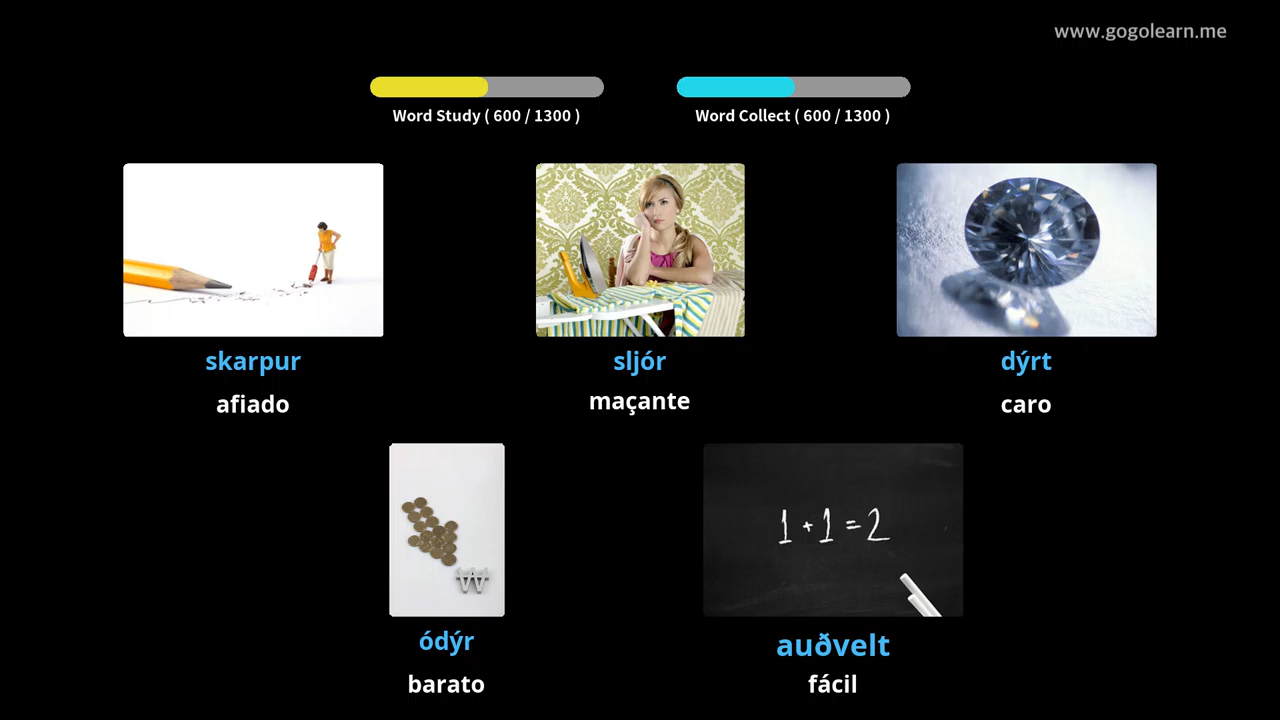 www.gogolearn.me
Word Study ( 600 / 1300 )
Word Collect ( 600 / 1300 )
skarpur
afiado
sljór
maçante
dýrt
caro
ódýr
barato
1 + 1 = 2
auðvelt
fácil